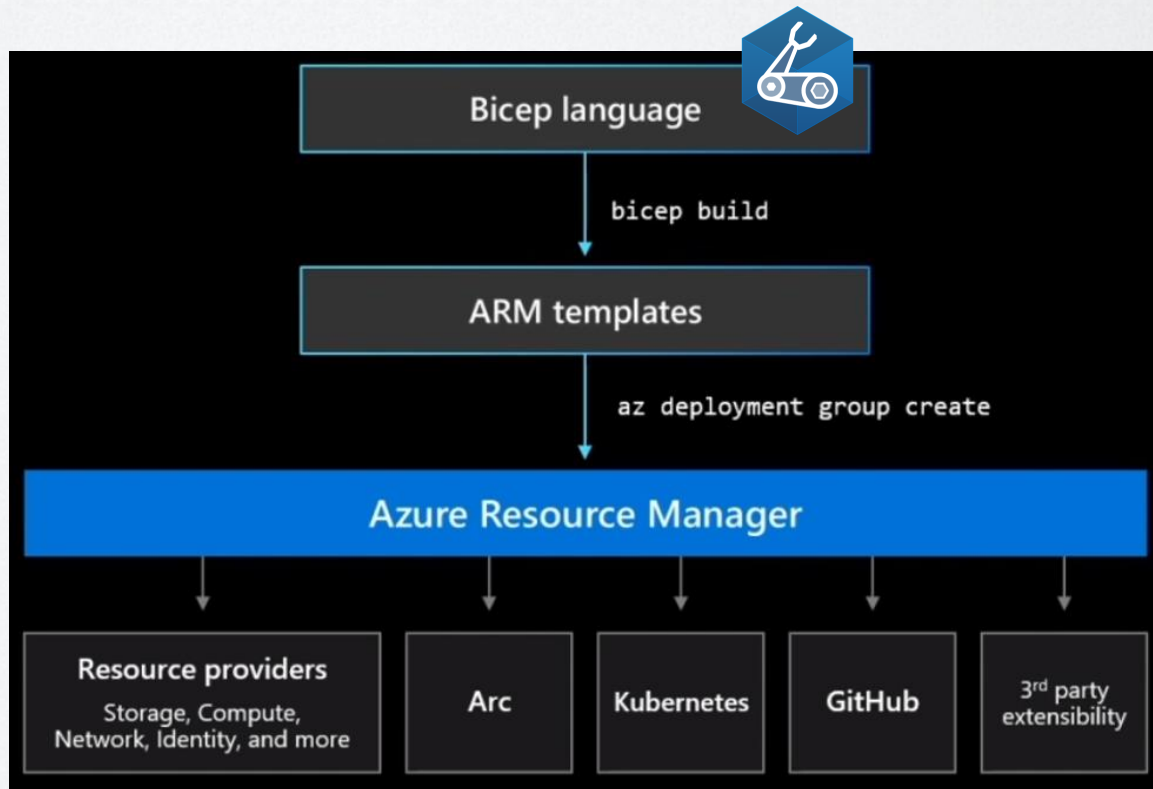 Bicep language
bicep build
ARM templates
az deployment group create
Azure Resource Manager
Resource providers
Storage, Compute,
Network, Identity, and more
Arc
Kubernetes
GitHub
3rd party
extensibility